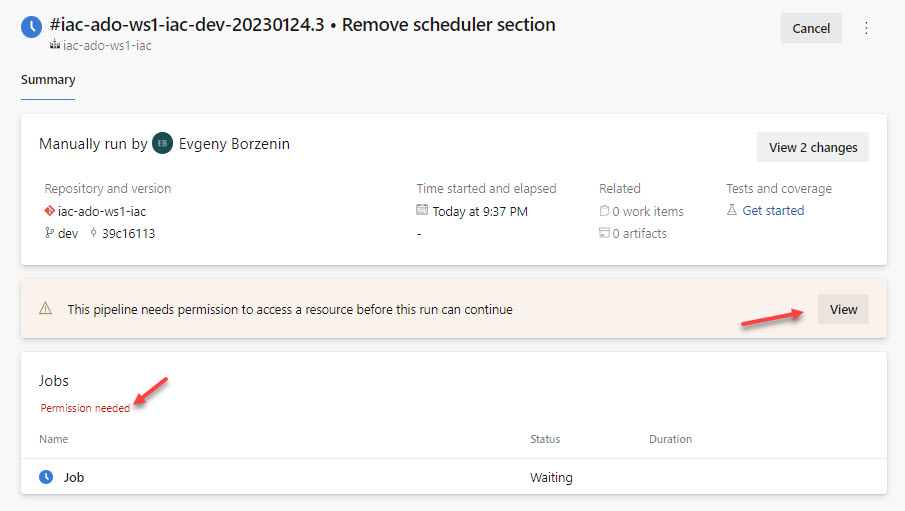 #iac-ado-ws1-iac-dev-20230124.3 • Remove scheduler section
Cancel
iac-ado-ws1-iac
Summary
Manually run by EB Evgeny Borzenin
View 2 changes
Repository and version
Time started and elapsed
Related
Tests and coverage
iac-ado-ws1-iac
Today at 9:37 PM
0 work items
Get started
dev 39c16113
-
0 artifacts
This pipeline needs permission to access a resource before this run can continue
View
Jobs
Permission needed
Name
Status
Duration
Job
Waiting